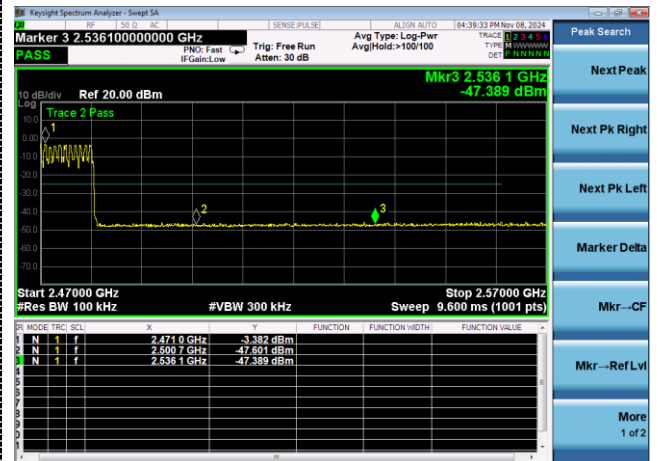 Keysight Spectrum Analyzer - Swept SA
RF 50 Ω AC SENSE:PULSE ALIGN AUTO 04:39:33 PM Nov 08, 2024
Marker 3 2.536100000000 GHz
PASS
PNO: Fast
IFGain:Low
Trig: Free Run
Atten: 30 dB
Avg Type: Log-Pwr
Avg|Hold:>100/100
TRACE 1 2 3 4 5 6
TYPE M WWWWW
DET P NNNNN
Mkr3 2.536 1 GHz
-47.389 dBm
10 dB/div Ref 20.00 dBm
Log
Trace 2 Pass
10.0
0.00
-10.0
-20.0
-30.0
-40.0
-50.0
-60.0
-70.0
1
2
3
Start 2.47000 GHz Stop 2.57000 GHz
#Res BW 100 kHz #VBW 300 kHz Sweep 9.600 ms (1001 pts)
MODE TRC SCL X Y FUNCTION FUNCTION WIDTH FUNCTION VALUE
1 N 1 f 2.471 0 GHz -3.382 dBm
2 N 1 f 2.500 7 GHz -47.601 dBm
3 N 1 f 2.536 1 GHz -47.389 dBm
4
5
6
7
8
9
Peak Search
Next Peak
Next Pk Right
Next Pk Left
Marker Delta
Mkr→CF
Mkr→Ref Lvl
More
1 of 2